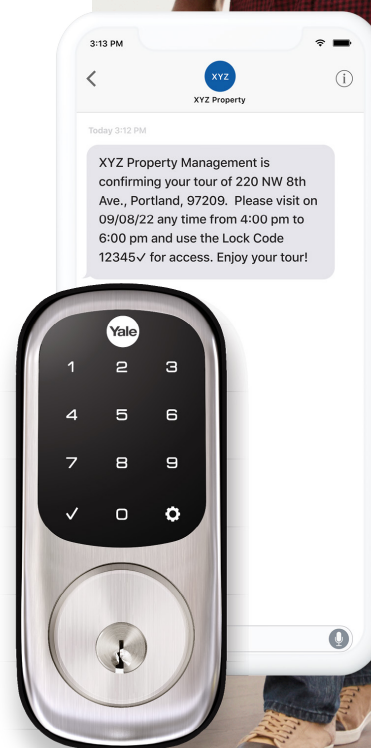 3:13 PM
XYZ
XYZ Property
Today 3:12 PM
XYZ Property Management is
confirming your tour of 220 NW 8th
Ave., Portland, 97209.  Please visit on
09/08/22 any time from 4:00 pm to
6:00 pm and use the Lock Code
12345✓ for access. Enjoy your tour!
Yale
1 2 3
4 5 6
7 8 9
✓ 0